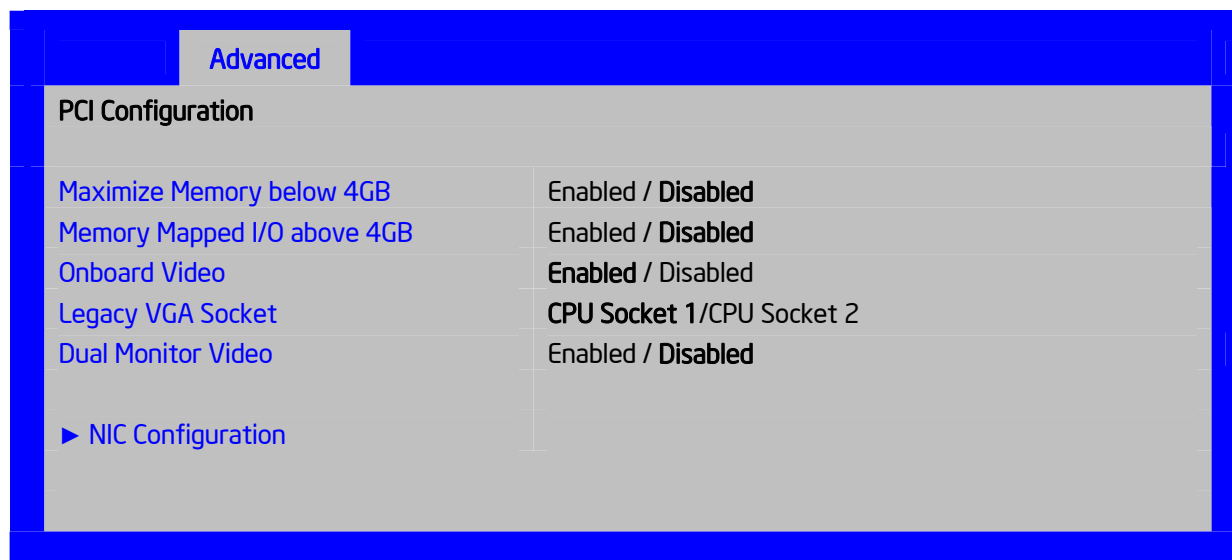 Advanced
PCI Configuration
Maximize Memory below 4GB Enabled / Disabled
Memory Mapped I/O above 4GB Enabled / Disabled
Onboard Video Enabled / Disabled
Legacy VGA Socket CPU Socket 1/CPU Socket 2
Dual Monitor Video Enabled / Disabled
► NIC Configuration